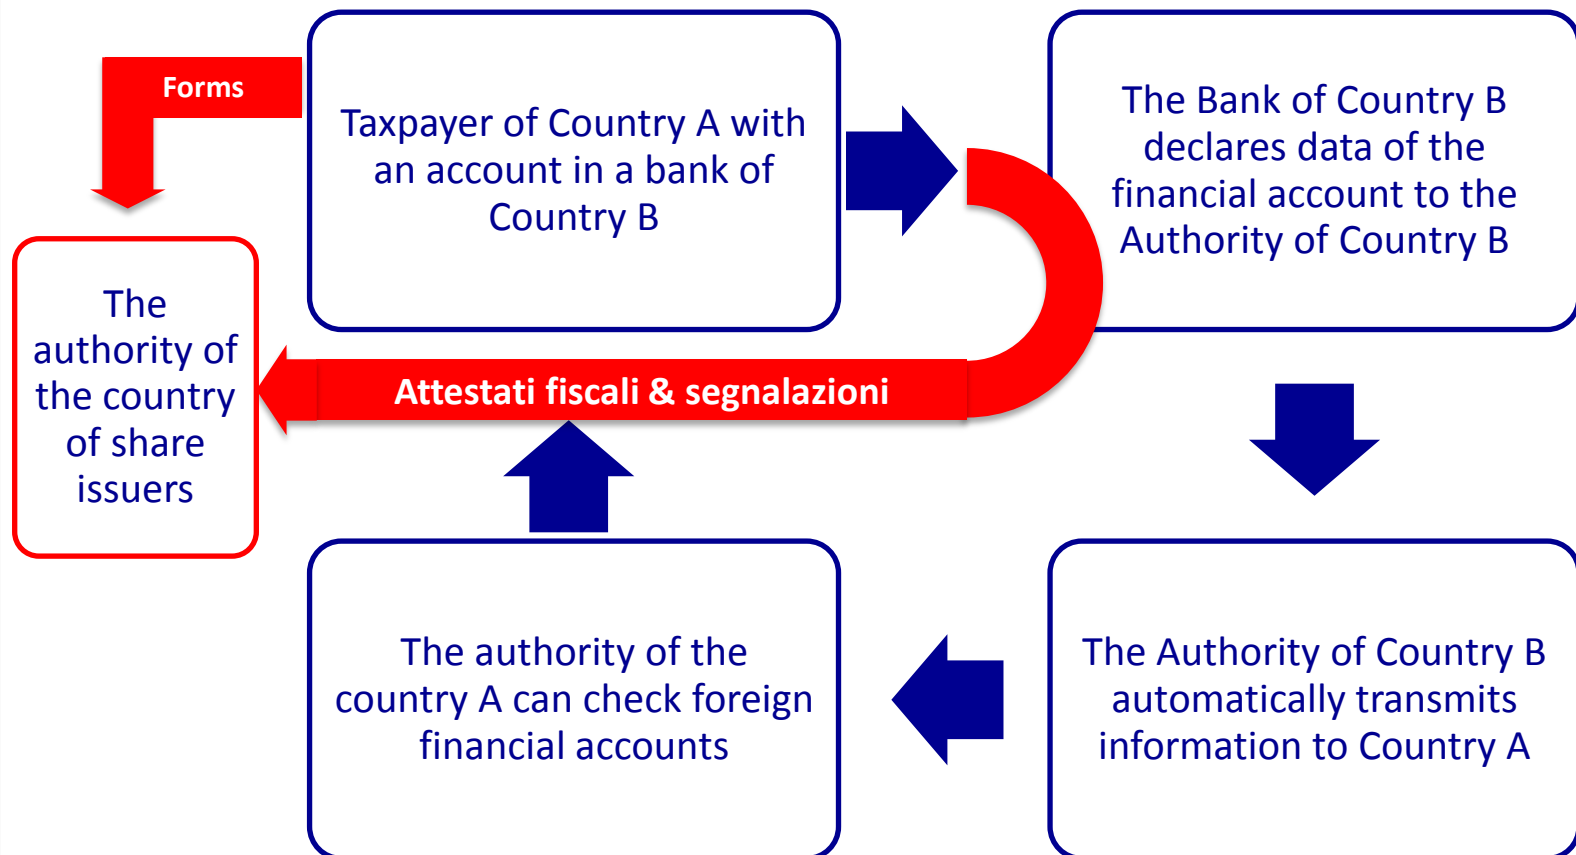 Forms
Taxpayer of Country A with
an account in a bank of
Country B
The Bank of Country B
declares data of the
financial account to the
Authority of Country B
The
authority of
the country
of share
issuers
Attestati fiscali & segnalazioni
The authority of the
country A can check foreign
financial accounts
The Authority of Country B
automatically transmits
information to Country A